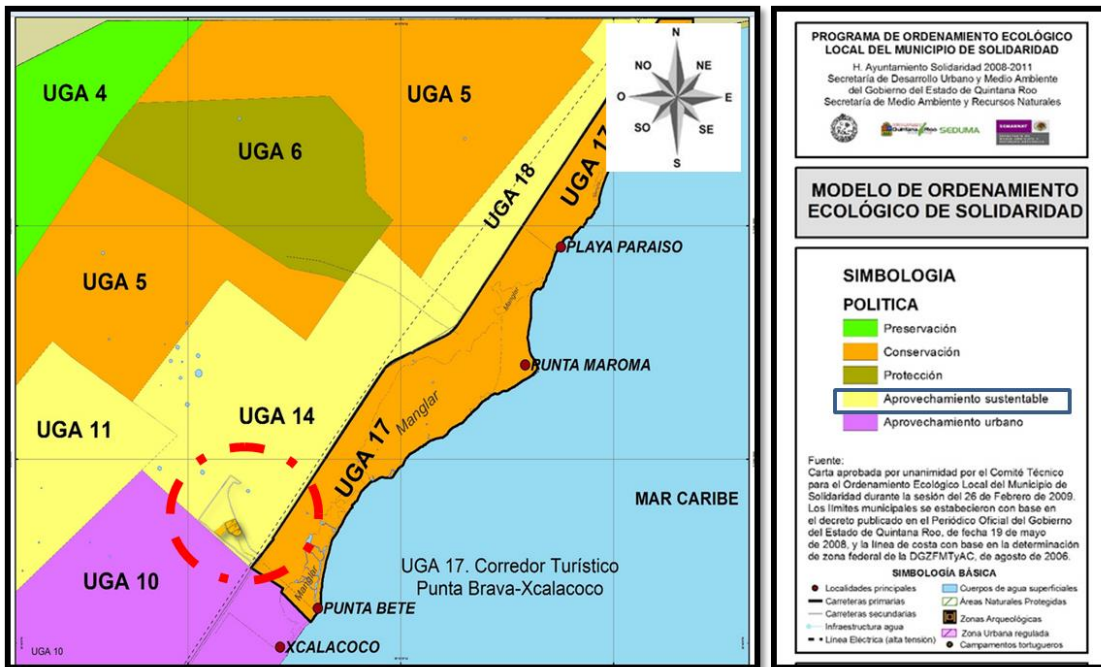 UGA 4
UGA 5
UGA 6
UGA 5
UGA 18
UGA 17
N
NO
NE
O
E
SO
SE
S
PLAYA PARAISO
Manglar
PUNTA MAROMA
UGA 14
UGA 11
UGA 17
Manglar
MAR CARIBE
UGA 10
UGA 17. Corredor Turístico
Punta Brava-Xcalacoco
Manglar
PUNTA BETE
XCALACOCO
UGA 10
PROGRAMA DE ORDENAMIENTO ECOLÓGICO
LOCAL DEL MUNICIPIO DE SOLIDARIDAD
H. Ayuntamiento Solidaridad 2008-2011
Secretaría de Desarrollo Urbano y Medio Ambiente
del Gobierno del Estado de Quintana Roo
Secretaría de Medio Ambiente y Recursos Naturales
Quintana Roo SEDUMA
SEMARNAT
MODELO DE ORDENAMIENTO
ECOLÓGICO DE SOLIDARIDAD
SIMBOLOGIA
POLITICA
Preservación
Conservación
Protección
Aprovechamiento sustentable
Aprovechamiento urbano
Fuente:
Carta aprobada por unanimidad por el Comité Técnico
para el Ordenamiento Ecológico Local del Municipio de
Solidaridad durante la sesión del 26 de Febrero de 2009.
Los límites municipales se establecieron con base en
el decreto publicado en el Periódico Oficial del Gobierno
del Estado de Quintana Roo, de fecha 19 de mayo
de 2008, y la línea de costa con base en la determinación
de zona federal de la DGZFMTyAC, de agosto de 2006.
SIMBOLOGÍA BÁSICA
Localidades principales
Carreteras primarias
Carreteras secundarias
Infraestructura agua
Línea Eléctrica (alta tensión)
Cuerpos de agua superficiales
Áreas Naturales Protegidas
Zonas Arqueológicas
Zona Urbana regulada
Campamentos tortugueros